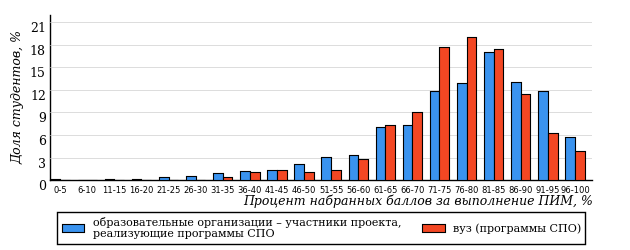 Доля студентов, %
21
18
15
12
9
6
3
0
0-5 6-10 11-15 16-20 21-25 26-30 31-35 36-40 41-45 46-50 51-55 56-60 61-65 66-70 71-75 76-80 81-85 86-90 91-95 96-100
Процент набранных баллов за выполнение ПИМ, %
образовательные организации – участники проекта,
реализующие программы СПО
вуз (программы СПО)